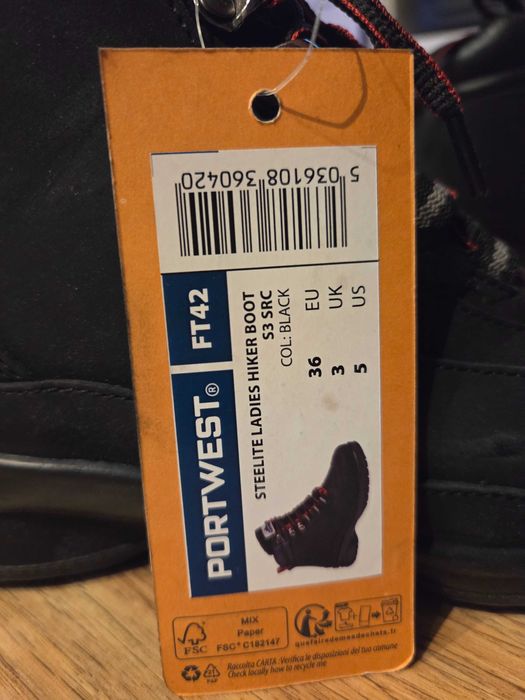 5 036108 360420
PORTWEST® FT42
STEELITE LADIES HIKER BOOT
S3 SRC
COL: BLACK
36 EU
3 UK
5 US
FSC
MIX
Paper
FSC® C182147
quefairedemesdechets.fr
PAP
Raccolta CARTA : Verifica le disposizioni del tuo comune
Check locally how to recycle me